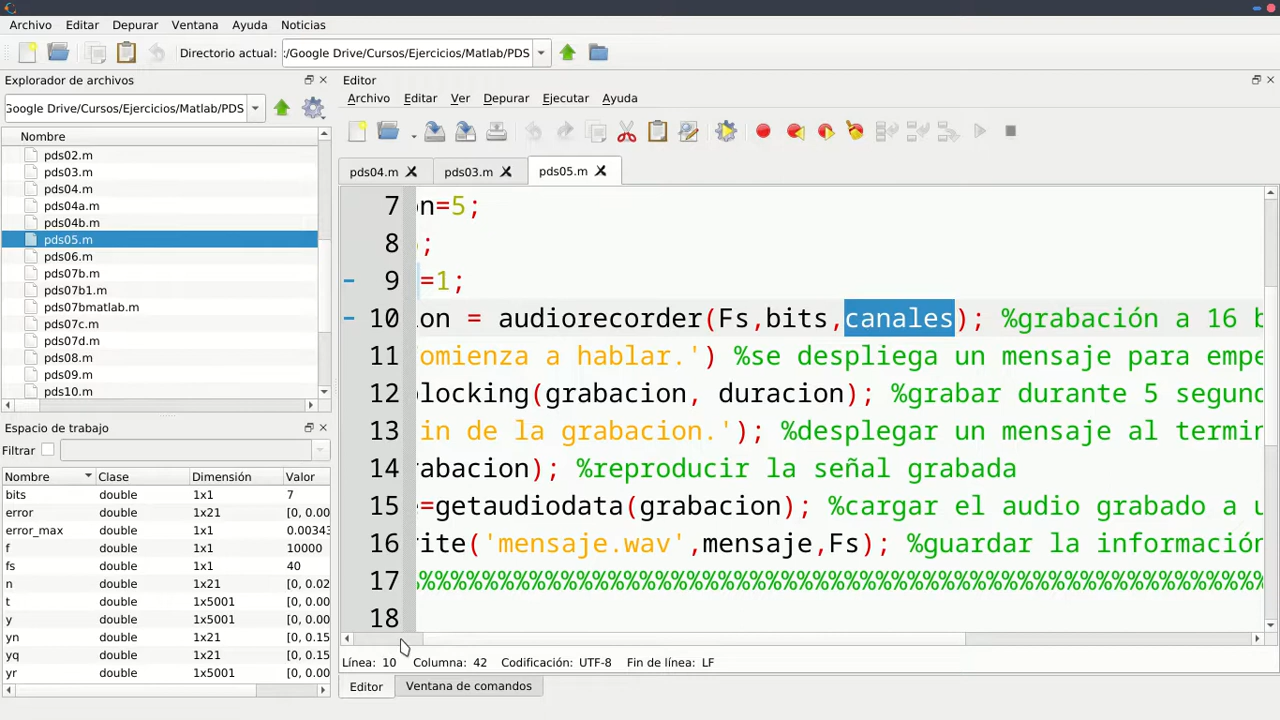 Archivo Editar Depurar Ventana Ayuda Noticias
Directorio actual: :/Google Drive/Cursos/Ejercicios/Matlab/PDS
Explorador de archivos
Google Drive/Cursos/Ejercicios/Matlab/PDS
Nombre
pds02.m
pds03.m
pds04.m
pds04a.m
pds04b.m
pds05.m
pds06.m
pds07b.m
pds07b1.m
pds07bmatlab.m
pds07c.m
pds07d.m
pds08.m
pds09.m
pds10.m
Espacio de trabajo
Filtrar
Nombre Clase Dimensión Valor
bits double 1x1 7
error double 1x21 [0, 0.00
error_max double 1x1 0.00343
f double 1x1 10000
fs double 1x1 40
n double 1x21 [0, 0.02
t double 1x5001 [0, 0.00
y double 1x5001 [0, 0.00
yn double 1x21 [0, 0.15
yq double 1x21 [0, 0.15
yr double 1x5001 [0, 0.00
Editor
Archivo Editar Ver Depurar Ejecutar Ayuda
pds04.m pds03.m pds05.m
7 on=5;
8 ;
9 =1;
10 ion = audiorecorder(Fs,bits,canales); %grabación a 16 b
11 omienza a hablar.') %se despliega un mensaje para empe
12 locking(grabacion, duracion); %grabar durante 5 segund
13 in de la grabacion.'); %desplegar un mensaje al termin
14 rabacion); %reproducir la señal grabada
15 =getaudiodata(grabacion); %cargar el audio grabado a u
16 rite('mensaje.wav',mensaje,Fs); %guardar la información
17 %%%%%%%%%%%%%%%%%%%%%%%%%%%%%%%%%%%%%%%%%%%%%%%%%%%%%%
18
Línea: 10 Columna: 42 Codificación: UTF-8 Fin de línea: LF
Editor Ventana de comandos